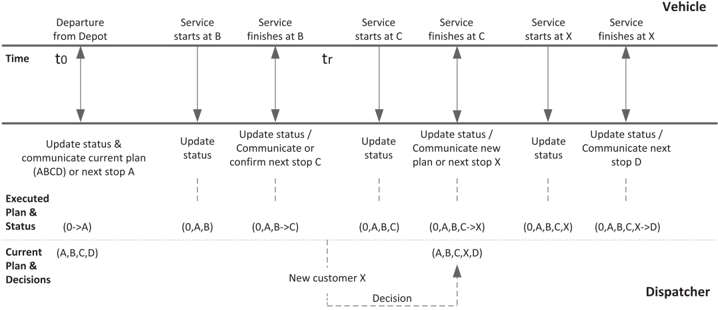 Vehicle
Departure
from Depot
Service
starts at B
Service
finishes at B
Service
starts at C
Service
finishes at C
Service
starts at X
Service
finishes at X
Time
t0
tr
Update status &
communicate current plan
(ABCD) or next stop A
Update
status
Update status /
Communicate or
confirm next stop C
Update
status
Update status /
Communicate new
plan or next stop X
Update
status
Update status /
Communicate next
stop D
Executed
Plan &
Status
(0->A)
(0,A,B)
(0,A,B->C)
(0,A,B,C)
(0,A,B,C->X)
(0,A,B,C,X)
(0,A,B,C,X->D)
Current
Plan &
Decisions
(A,B,C,D)
(A,B,C,X,D)
New customer X
Decision
Dispatcher